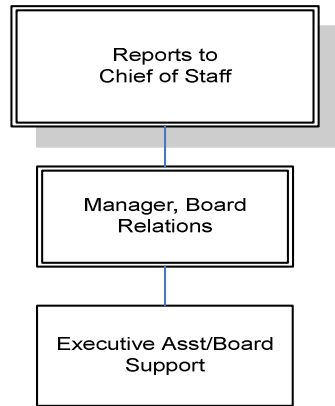 Reports to
Chief of Staff
Manager, Board
Relations
Executive Asst/Board
Support